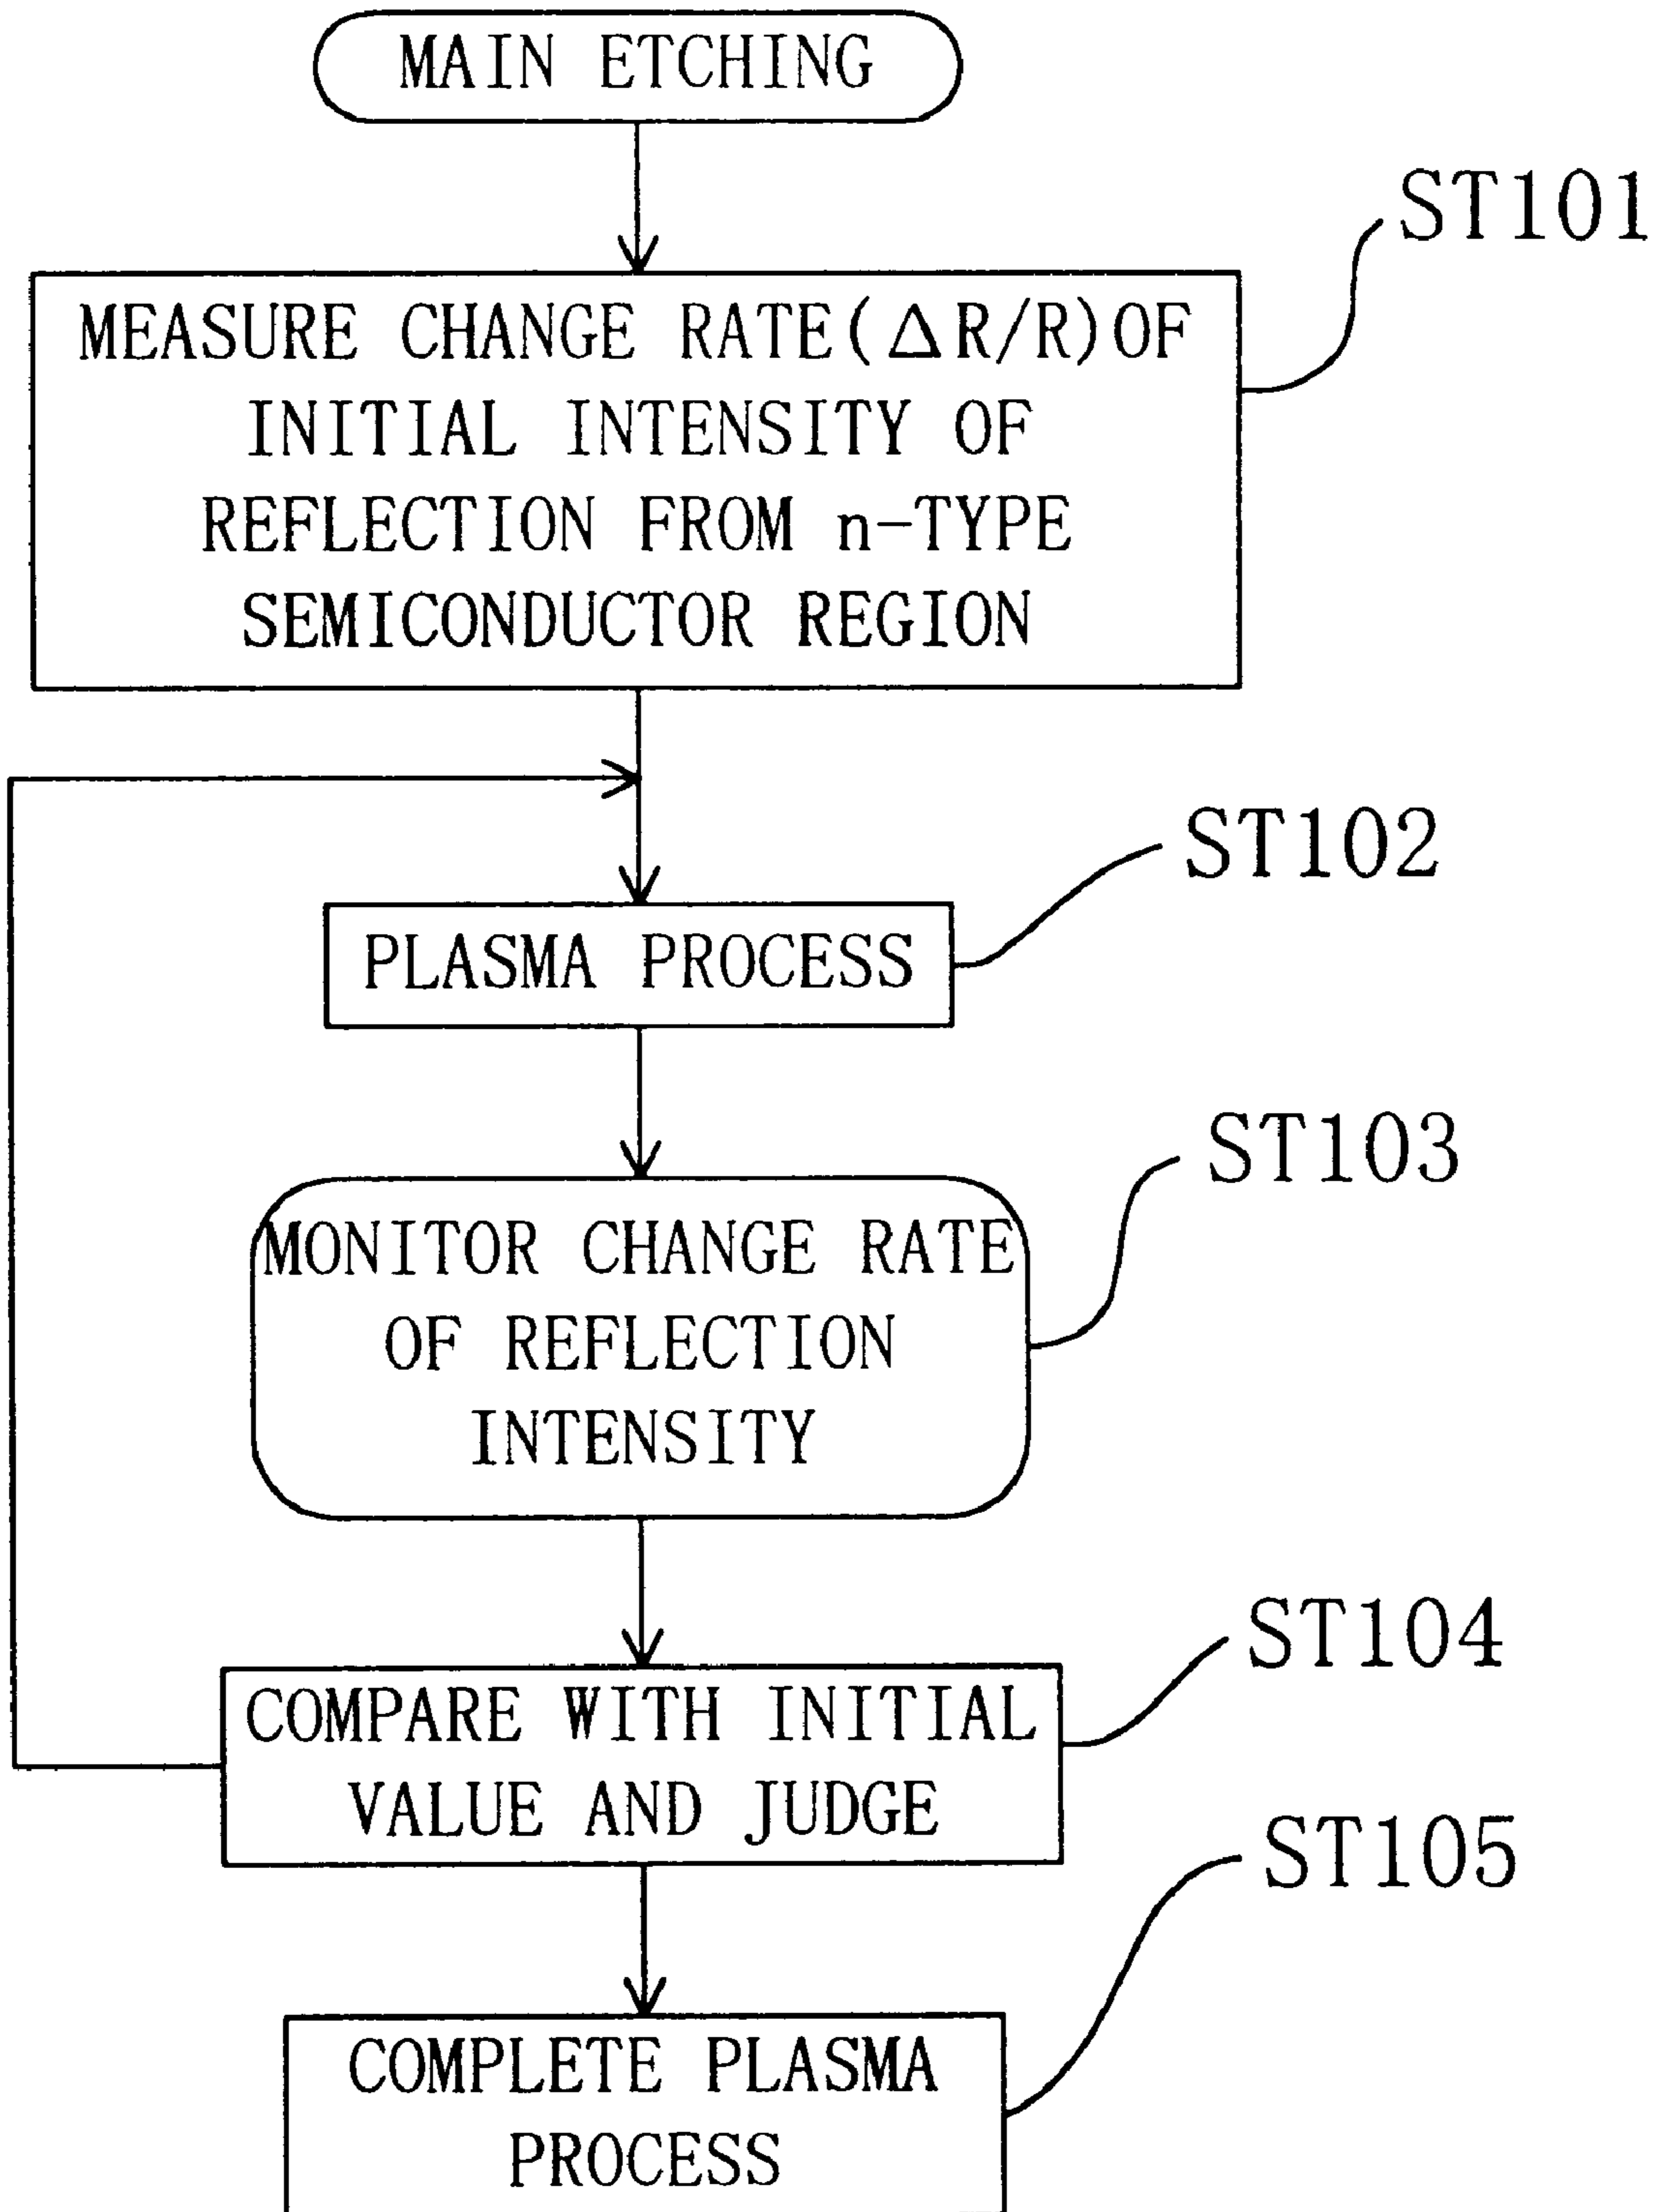 MAIN ETCHING
ST101
MEASURE CHANGE RATE(ΔR/R)OF
INITIAL INTENSITY OF
REFLECTION FROM n-TYPE
SEMICONDUCTOR REGION
ST102
PLASMA PROCESS
ST103
MONITOR CHANGE RATE
OF REFLECTION
INTENSITY
ST104
COMPARE WITH INITIAL
VALUE AND JUDGE
ST105
COMPLETE PLASMA
PROCESS